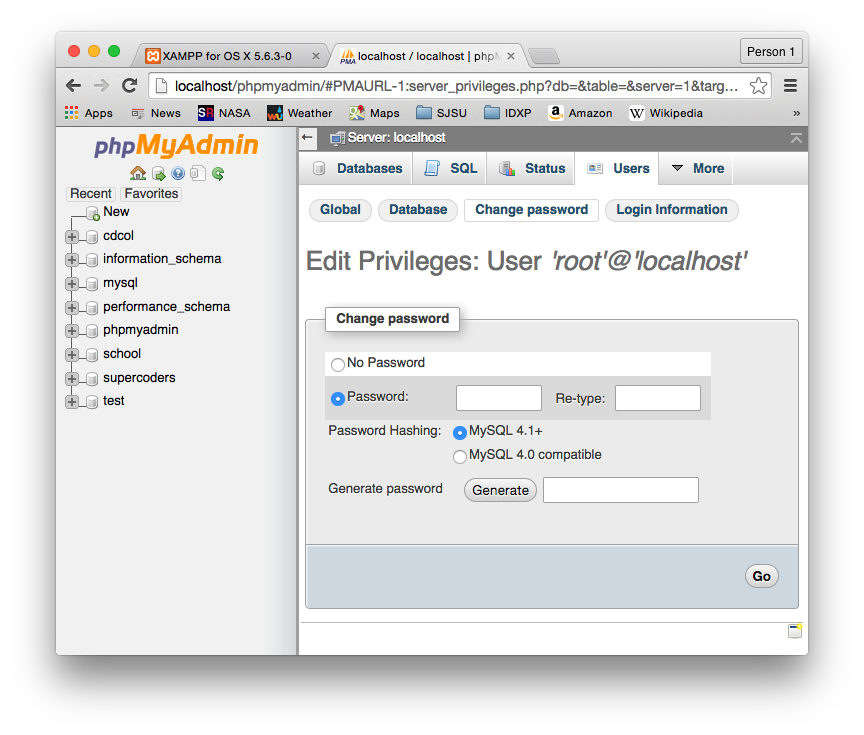 XAMPP for OS X 5.6.3-0
localhost / localhost | phpM
Person 1
localhost/phpmyadmin/#PMAURL-1:server_privileges.php?db=&table=&server=1&targ...
Apps News NASA Weather Maps SJSU IDXP Amazon Wikipedia »
phpMyAdmin
Recent Favorites
New
cdcol
information_schema
mysql
performance_schema
phpmyadmin
school
supercoders
test
Server: localhost
Databases SQL Status Users More
Global Database Change password Login Information
Edit Privileges: User 'root'@'localhost'
Change password
No Password
Password: Re-type:
Password Hashing: MySQL 4.1+
MySQL 4.0 compatible
Generate password Generate
Go